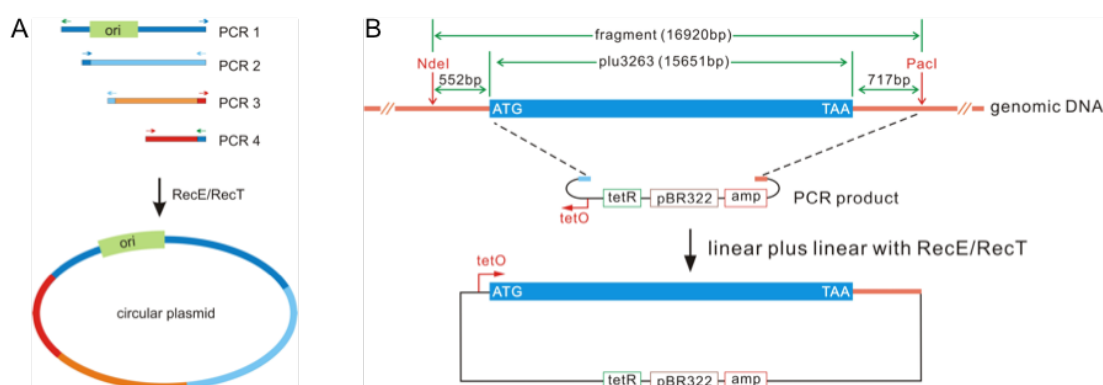 A
ori
PCR 1
PCR 2
PCR 3
PCR 4
RecE/RecT
ori
circular plasmid
B
fragment (16920bp)
NdeI
plu3263 (15651bp)
PacI
552bp
717bp
ATG
TAA
genomic DNA
tetR
pBR322
amp
PCR product
tetO
linear plus linear with RecE/RecT
tetO
ATG
TAA
tetR
pBR322
amp